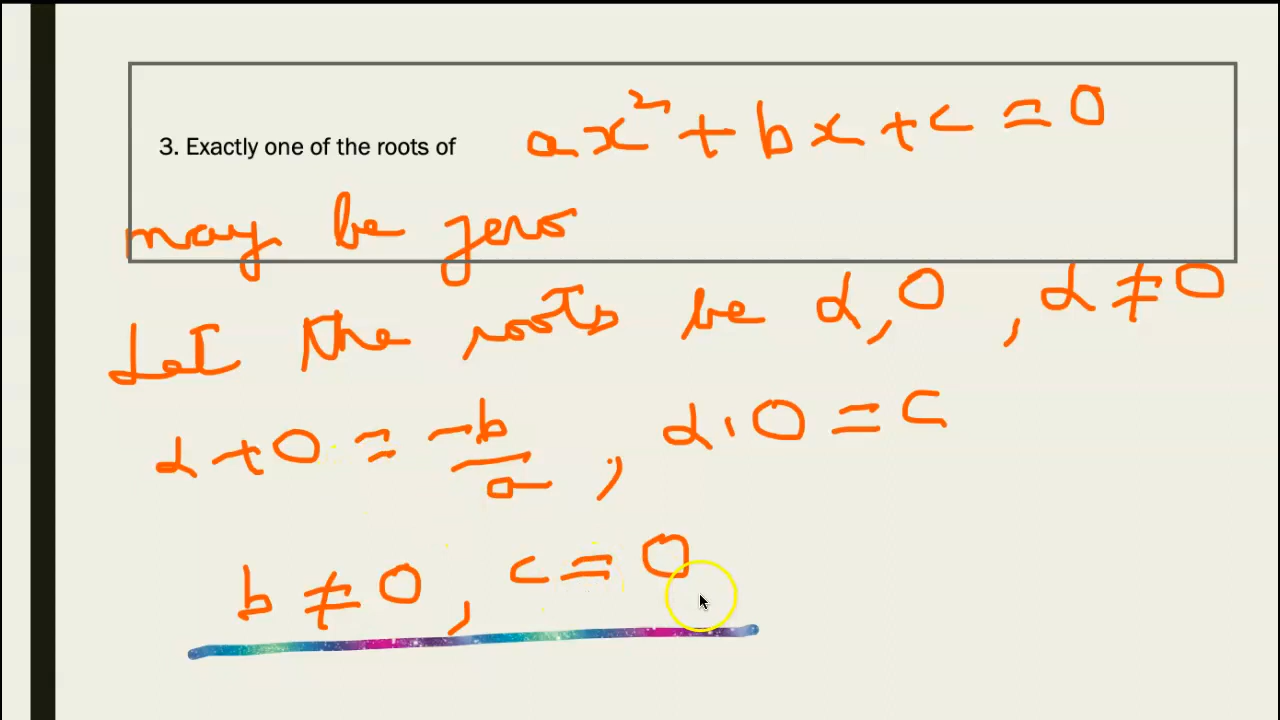 3. Exactly one of the roots of ax² + bx + c = 0
may be zero
Let the roots be α, 0 , α ≠ 0
α + 0 = -b/a , α · 0 = c
b ≠ 0 , c = 0